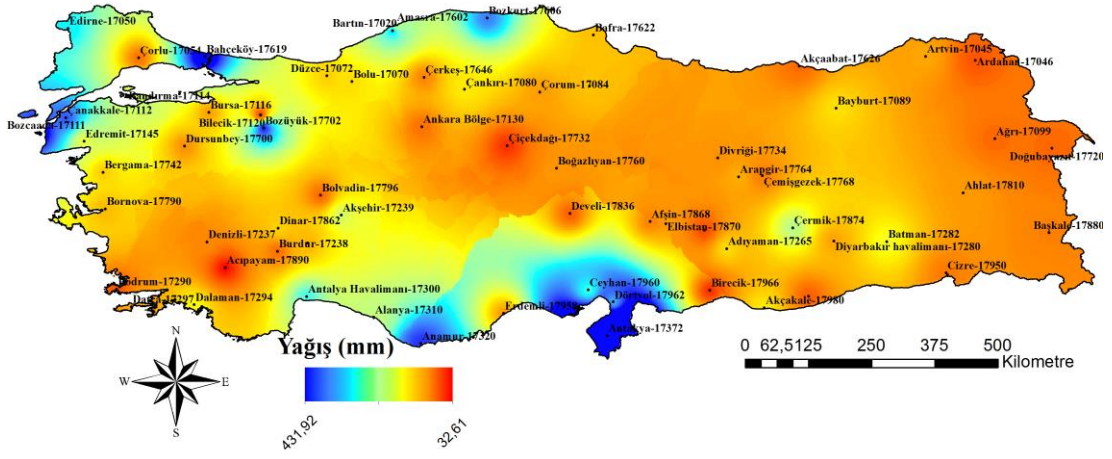 Edirne-17050
Çorlu-17054
Bahçeköy-17619
Bartın-17020
Amasra-17602
Bozkurt-17606
Bafra-17622
Akçaabat-17626
Artvin-17045
Ardahan-17046
Düzce-17072
Bolu-17070
Çerkeş-17646
Çankırı-17080
Çorum-17084
Bayburt-17089
Bandırma-17114
Çanakkale-17112
Bozcaada-17111
Edremit-17145
Bursa-17116
Bilecik-17120
Bozüyük-17702
Dursunbey-17700
Ankara Bölge-17130
Çiçekdağı-17732
Ağrı-17099
Doğubayazıt-17720
Bergama-17742
Boğazlıyan-17760
Divriği-17734
Arapgir-17764
Çemişgezek-17768
Ahlat-17810
Bornova-17790
Bolvadin-17796
Akşehir-17239
Dinar-17862
Develi-17836
Afşin-17868
Elbistan-17870
Çermik-17874
Batman-17282
Başkale-17880
Denizli-17237
Burdur-17238
Adıyaman-17265
Diyarbakır havalimanı-17280
Acıpayam-17890
Bodrum-17290
Datça-17297
Dalaman-17294
Antalya Havalimanı-17300
Alanya-17310
Anamur-17320
Ceyhan-17960
Dörtyol-17962
Antakya-17372
Birecik-17966
Akçakale-17980
Cizre-17950
N
W
E
S
Yağış (mm)
431,92
32,61
0 62,5125 250 375 500
Kilometre